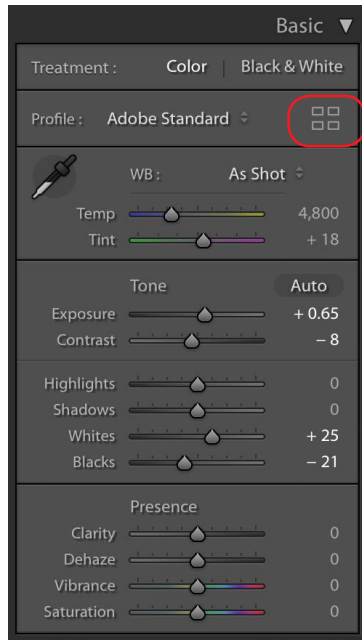 Basic ▼
Treatment : Color | Black & White
Profile : Adobe Standard
WB : As Shot
Temp 4,800
Tint + 18
Tone Auto
Exposure + 0.65
Contrast – 8
Highlights 0
Shadows 0
Whites + 25
Blacks – 21
Presence
Clarity 0
Dehaze 0
Vibrance 0
Saturation 0